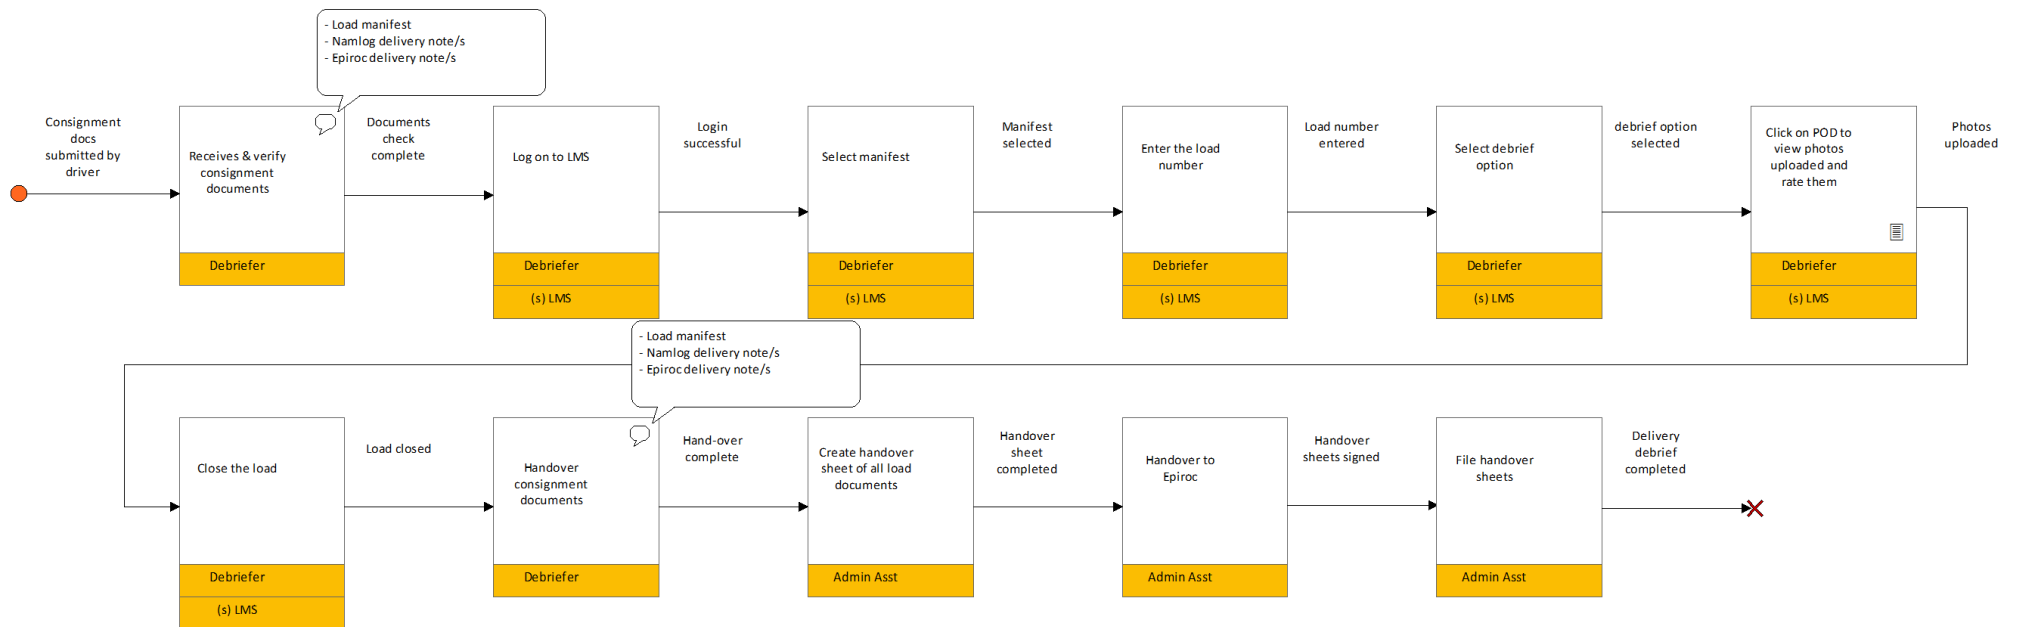 - Load manifest
- Namlog delivery note/s
- Epiroc delivery note/s
Consignment
docs
submitted by
driver
Receives & verify
consignment
documents
Debriefer
Documents
check
complete
Log on to LMS
Debriefer
(s) LMS
Login
successful
Select manifest
Debriefer
(s) LMS
Manifest
selected
Enter the load
number
Debriefer
(s) LMS
Load number
entered
Select debrief
option
Debriefer
(s) LMS
debrief option
selected
Click on POD to
view photos
uploaded and
rate them
Debriefer
(s) LMS
Photos
uploaded
- Load manifest
- Namlog delivery note/s
- Epiroc delivery note/s
Close the load
Debriefer
(s) LMS
Load closed
Handover
consignment
documents
Debriefer
Hand-over
complete
Create handover
sheet of all load
documents
Admin Asst
Handover
sheet
completed
Handover to
Epiroc
Admin Asst
Handover
sheets signed
File handover
sheets
Admin Asst
Delivery
debrief
completed